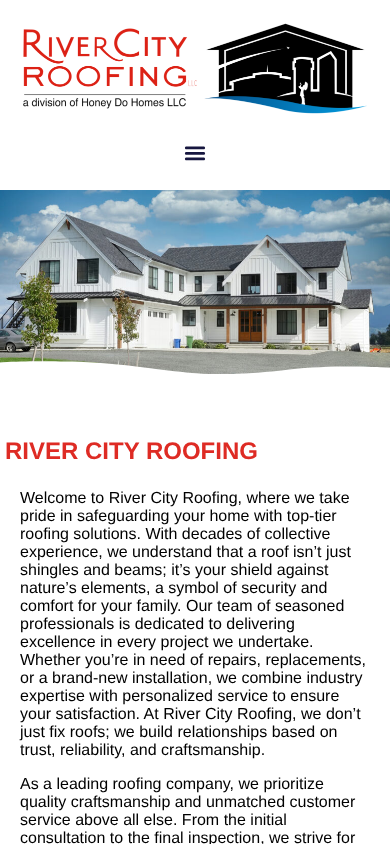 RIVERCITY
ROOFING LLC
a division of Honey Do Homes LLC
RIVER CITY ROOFING
Welcome to River City Roofing, where we take
pride in safeguarding your home with top-tier
roofing solutions. With decades of collective
experience, we understand that a roof isn’t just
shingles and beams; it’s your shield against
nature’s elements, a symbol of security and
comfort for your family. Our team of seasoned
professionals is dedicated to delivering
excellence in every project we undertake.
Whether you’re in need of repairs, replacements,
or a brand-new installation, we combine industry
expertise with personalized service to ensure
your satisfaction. At River City Roofing, we don’t
just fix roofs; we build relationships based on
trust, reliability, and craftsmanship.
As a leading roofing company, we prioritize
quality craftsmanship and unmatched customer
service above all else. From the initial
consultation to the final inspection, we strive for